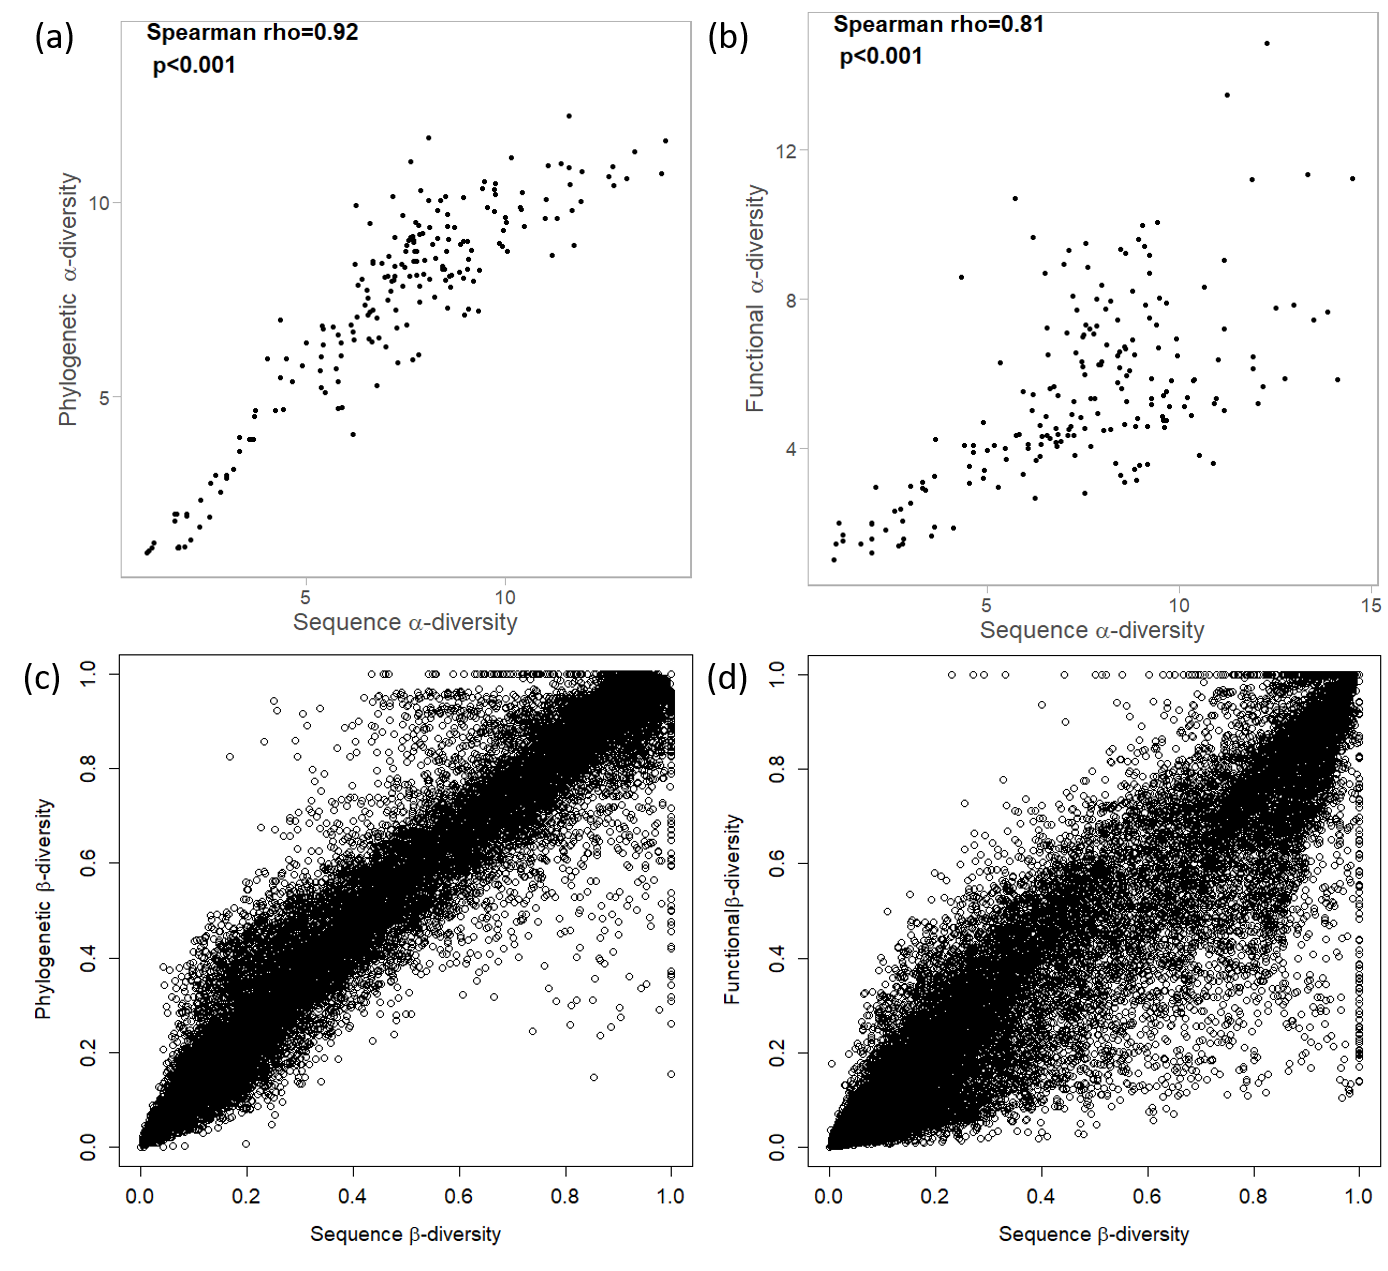 (a)
Spearman rho=0.92
p<0.001
Phylogenetic α-diversity
10
5
5
10
Sequence α-diversity
(b)
Spearman rho=0.81
p<0.001
Functional α-diversity
12
8
4
5
10
15
Sequence α-diversity
(c)
Phylogenetic β-diversity
1.0
0.8
0.6
0.4
0.2
0.0
0.0 0.2 0.4 0.6 0.8 1.0
Sequence β-diversity
(d)
Functionalβ-diversity
1.0
0.8
0.6
0.4
0.2
0.0
0.0 0.2 0.4 0.6 0.8 1.0
Sequence β-diversity